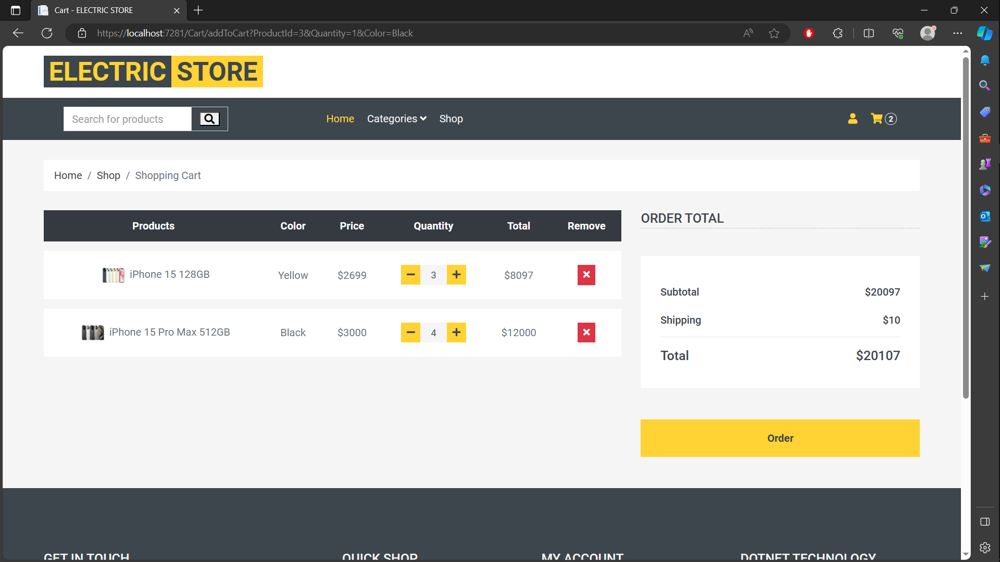 Cart - ELECTRIC STORE
https://localhost:7281/Cart/addToCart?ProductId=3&Quantity=1&Color=Black
ELECTRIC STORE
Search for products
Home Categories Shop
2
Home / Shop / Shopping Cart
Products Color Price Quantity Total Remove
iPhone 15 128GB Yellow $2699 3 $8097
iPhone 15 Pro Max 512GB Black $3000 4 $12000
ORDER TOTAL
Subtotal $20097
Shipping $10
Total $20107
Order
GET IN TOUCH QUICK SHOP MY ACCOUNT DOTNET TECHNOLOGY